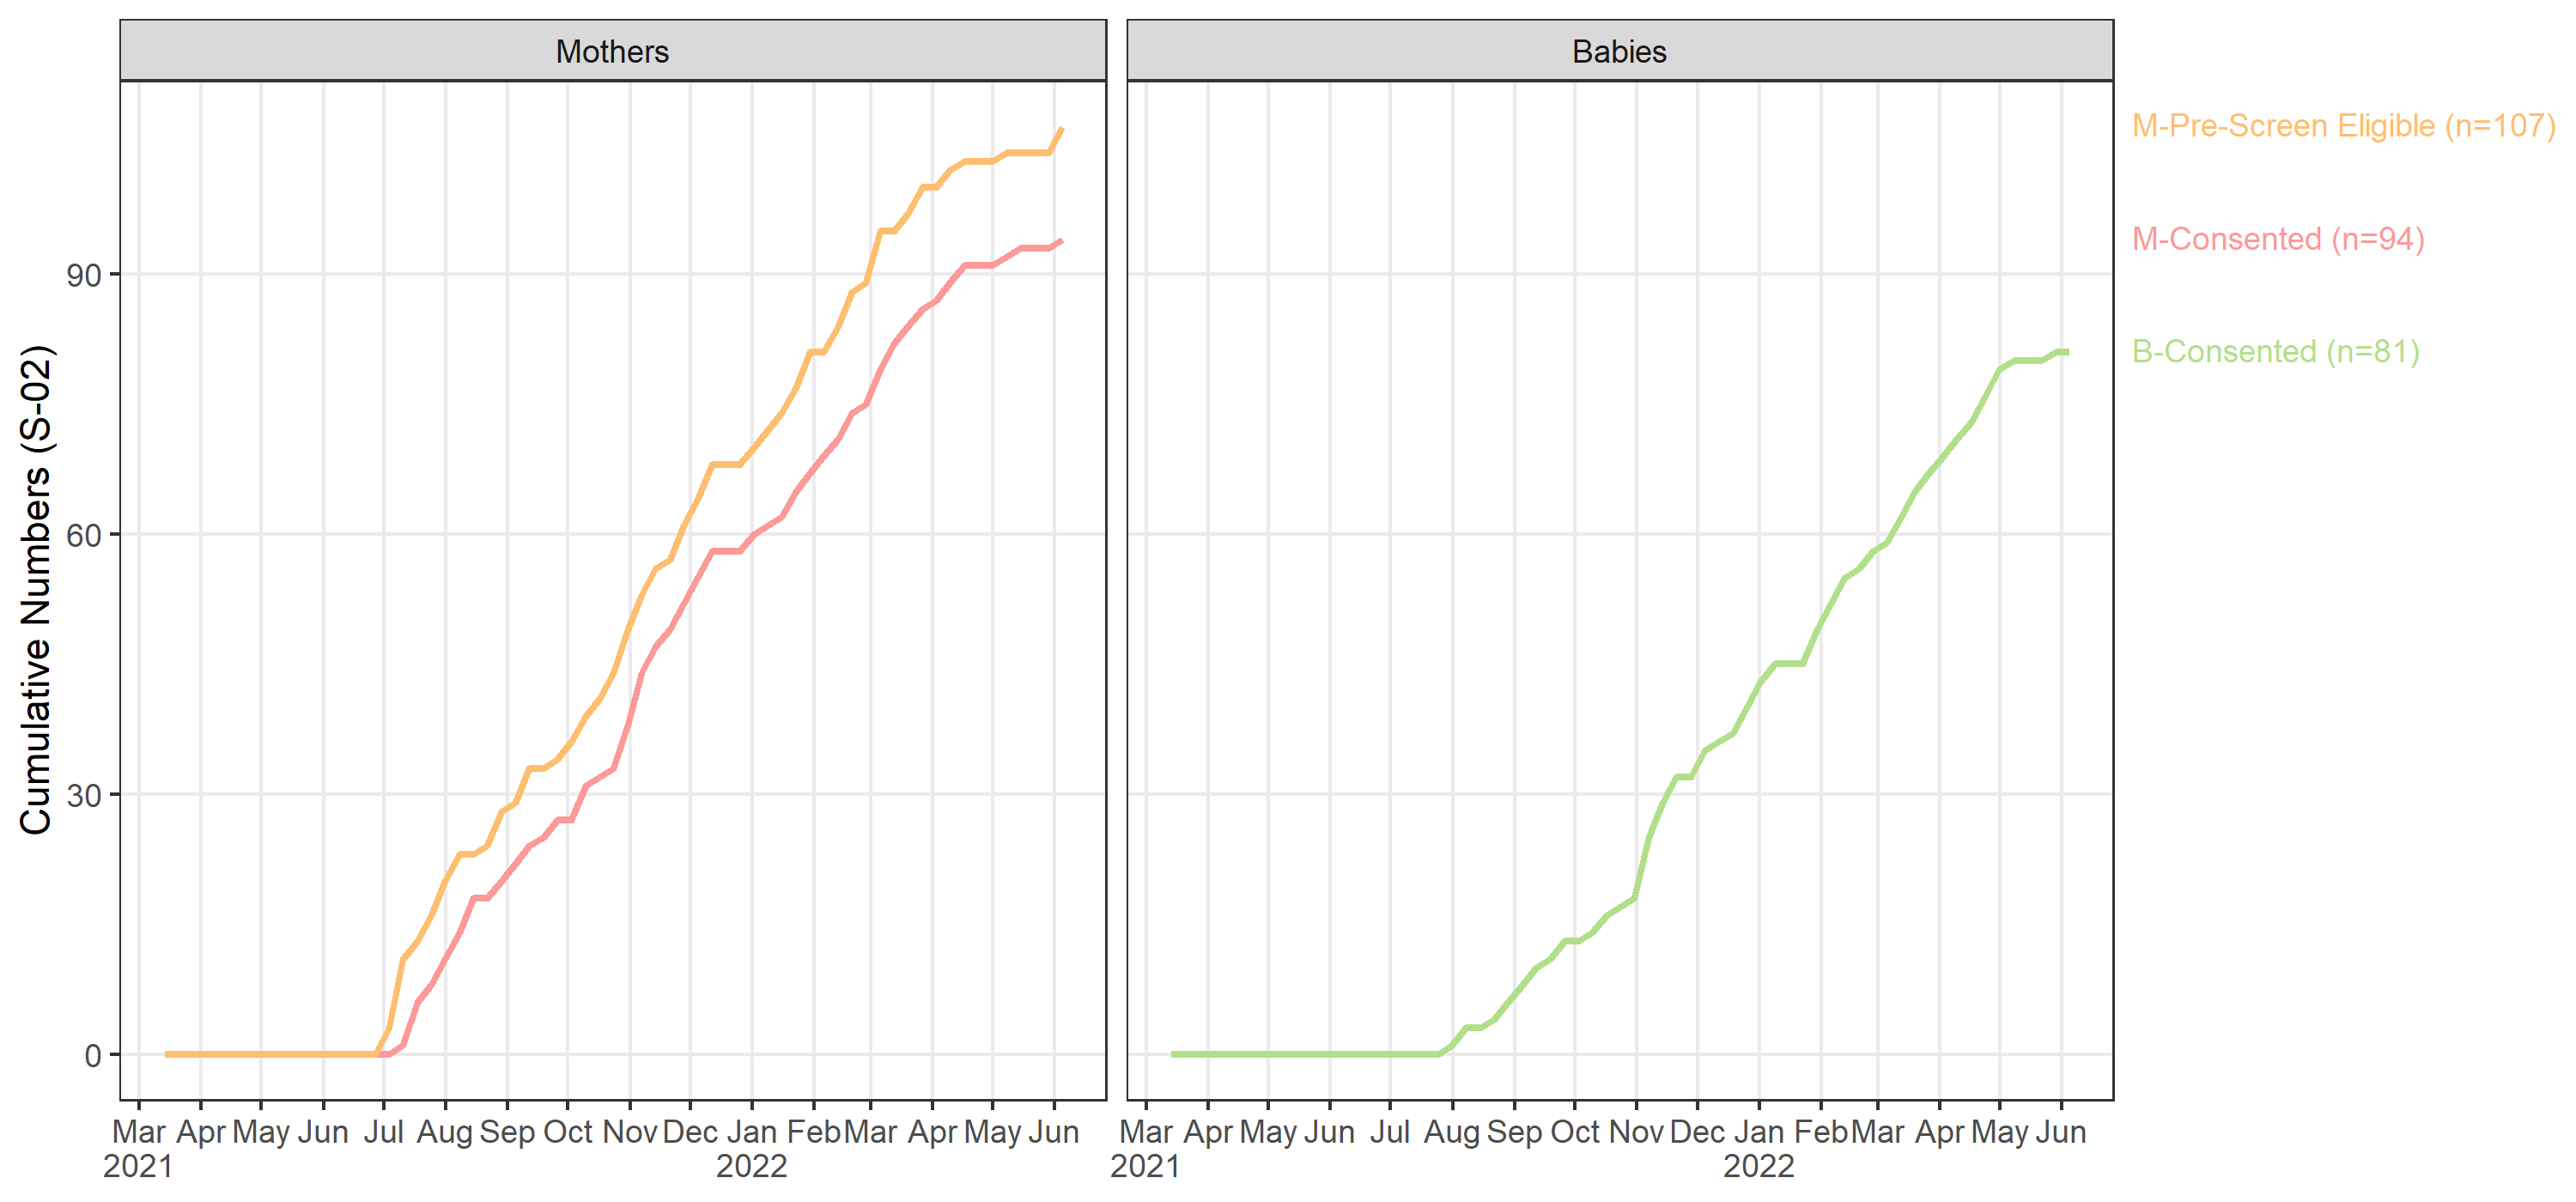 Mothers
Babies
M-Pre-Screen Eligible (n=107)
M-Consented (n=94)
B-Consented (n=81)
Cumulative Numbers (S-02)
90
60
30
0
Mar Apr May Jun Jul Aug Sep Oct Nov Dec Jan Feb Mar Apr May Jun
2021 2022
Mar Apr May Jun Jul Aug Sep Oct Nov Dec Jan Feb Mar Apr May Jun
2021 2022